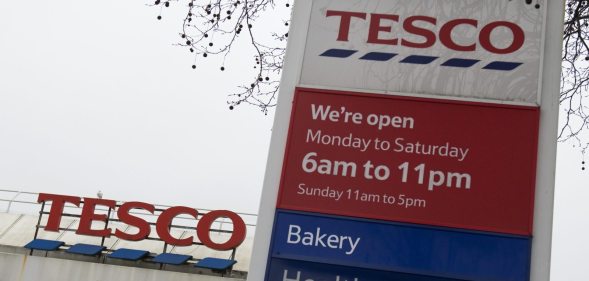 TESCO
We're open
Monday to Saturday
6am to 11pm
Sunday 11am to 5pm
Bakery
TESCO